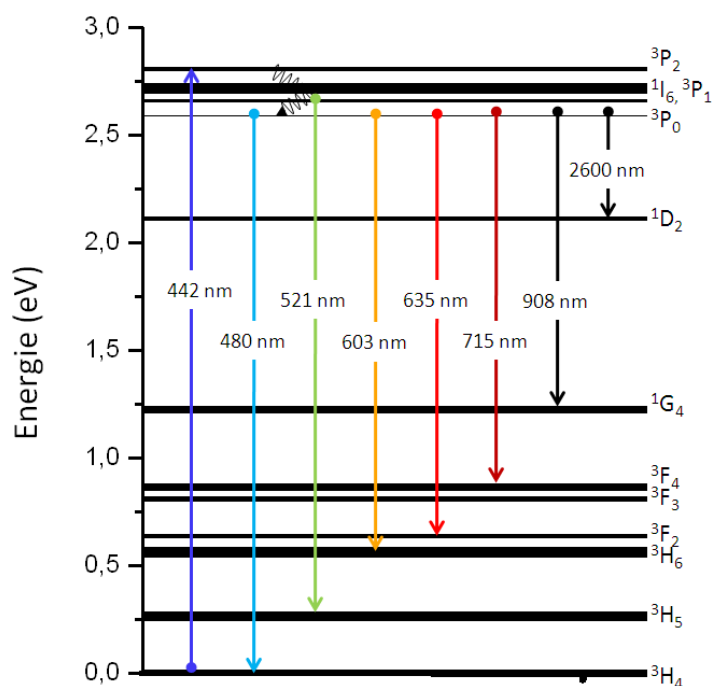 Energie (eV)
3,0
2,5
2,0
1,5
1,0
0,5
0,0
³P₂
¹I₆, ³P₁
³P₀
¹D₂
¹G₄
³F₄
³F₃
³F₂
³H₆
³H₅
³H₄
442 nm
480 nm
521 nm
603 nm
635 nm
715 nm
908 nm
2600 nm